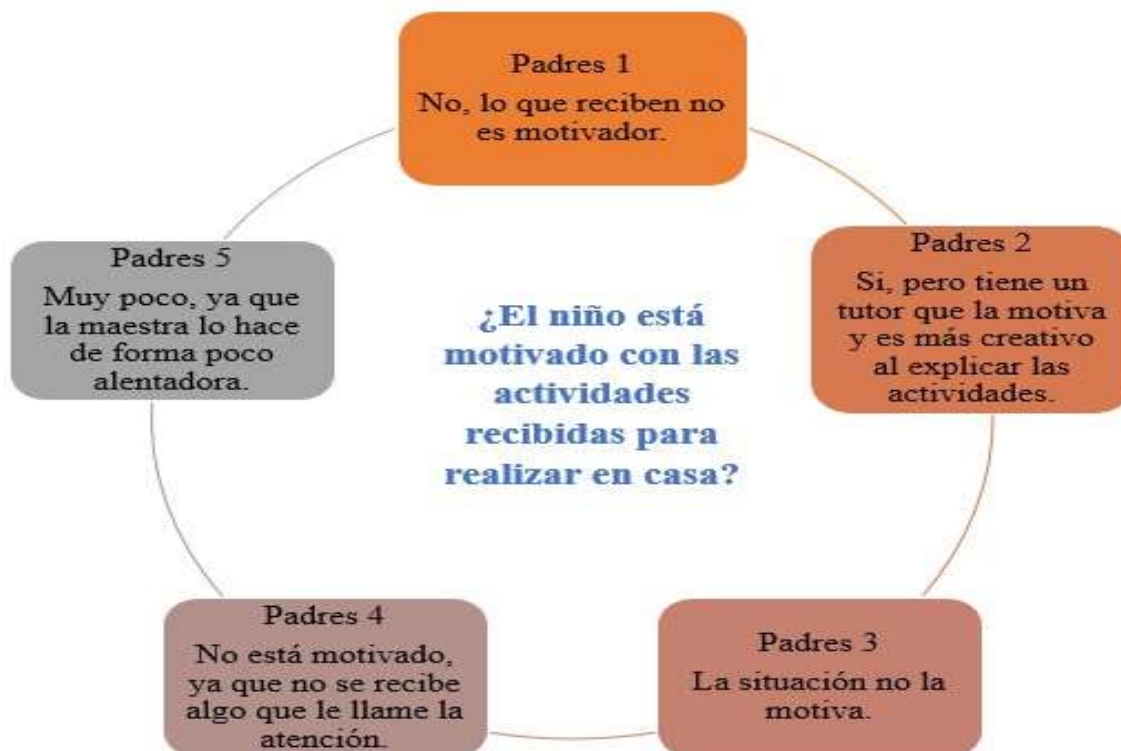 Padres 1
No, lo que reciben no
es motivador.
Padres 2
Si, pero tiene un
tutor que la motiva
y es más creativo
al explicar las
actividades.
Padres 3
La situación no la
motiva.
Padres 4
No está motivado,
ya que no se recibe
algo que le llame la
atención.
Padres 5
Muy poco, ya que
la maestra lo hace
de forma poco
alentadora.
¿El niño está
motivado con las
actividades
recibidas para
realizar en casa?